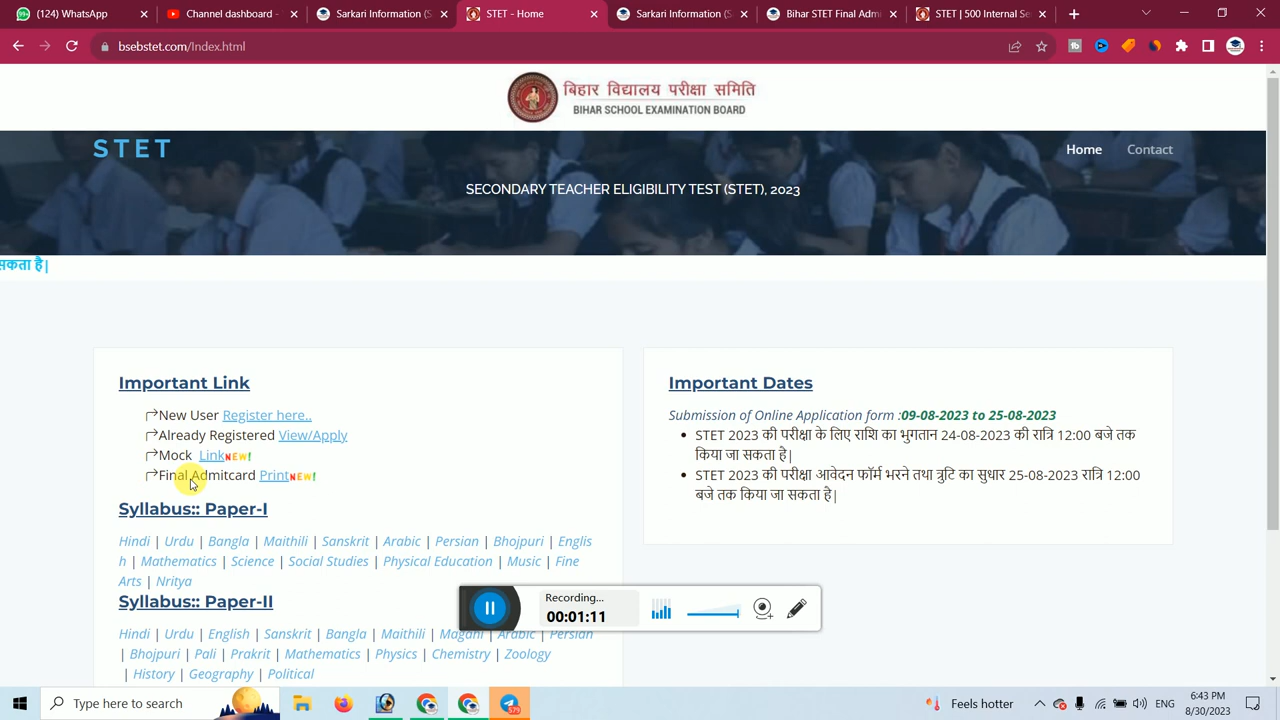 (124) WhatsApp
Channel dashboard -
Sarkari Information (S
STET - Home
Sarkari Information (S
Bihar STET Final Adm
STET | 500 Internal Se
bsebstet.com/Index.html
बिहार विद्यालय परीक्षा समिति
BIHAR SCHOOL EXAMINATION BOARD
STET
Home
Contact
SECONDARY TEACHER ELIGIBILITY TEST (STET), 2023
सकता है|
Important Link
New User Register here..
Already Registered View/Apply
Mock Link NEW!
Final Admitcard Print NEW!
Syllabus:: Paper-I
Hindi | Urdu | Bangla | Maithili | Sanskrit | Arabic | Persian | Bhojpuri | Englis
h | Mathematics | Science | Social Studies | Physical Education | Music | Fine
Arts | Nritya
Syllabus:: Paper-II
Hindi | Urdu | English | Sanskrit | Bangla | Maithili | Magahi | Arabic | Persian
| Bhojpuri | Pali | Prakrit | Mathematics | Physics | Chemistry | Zoology
| History | Geography | Political
Important Dates
Submission of Online Application form :09-08-2023 to 25-08-2023
STET 2023 की परीक्षा के लिए राशि का भुगतान 24-08-2023 की रात्रि 12:00 बजे तक
किया जा सकता है|
STET 2023 की परीक्षा आवेदन फॉर्म भरने तथा त्रुटि का सुधार 25-08-2023 रात्रि 12:00
बजे तक किया जा सकता है|
Recording...
00:01:11
Type here to search
Feels hotter
ENG
6:43 PM
8/30/2023